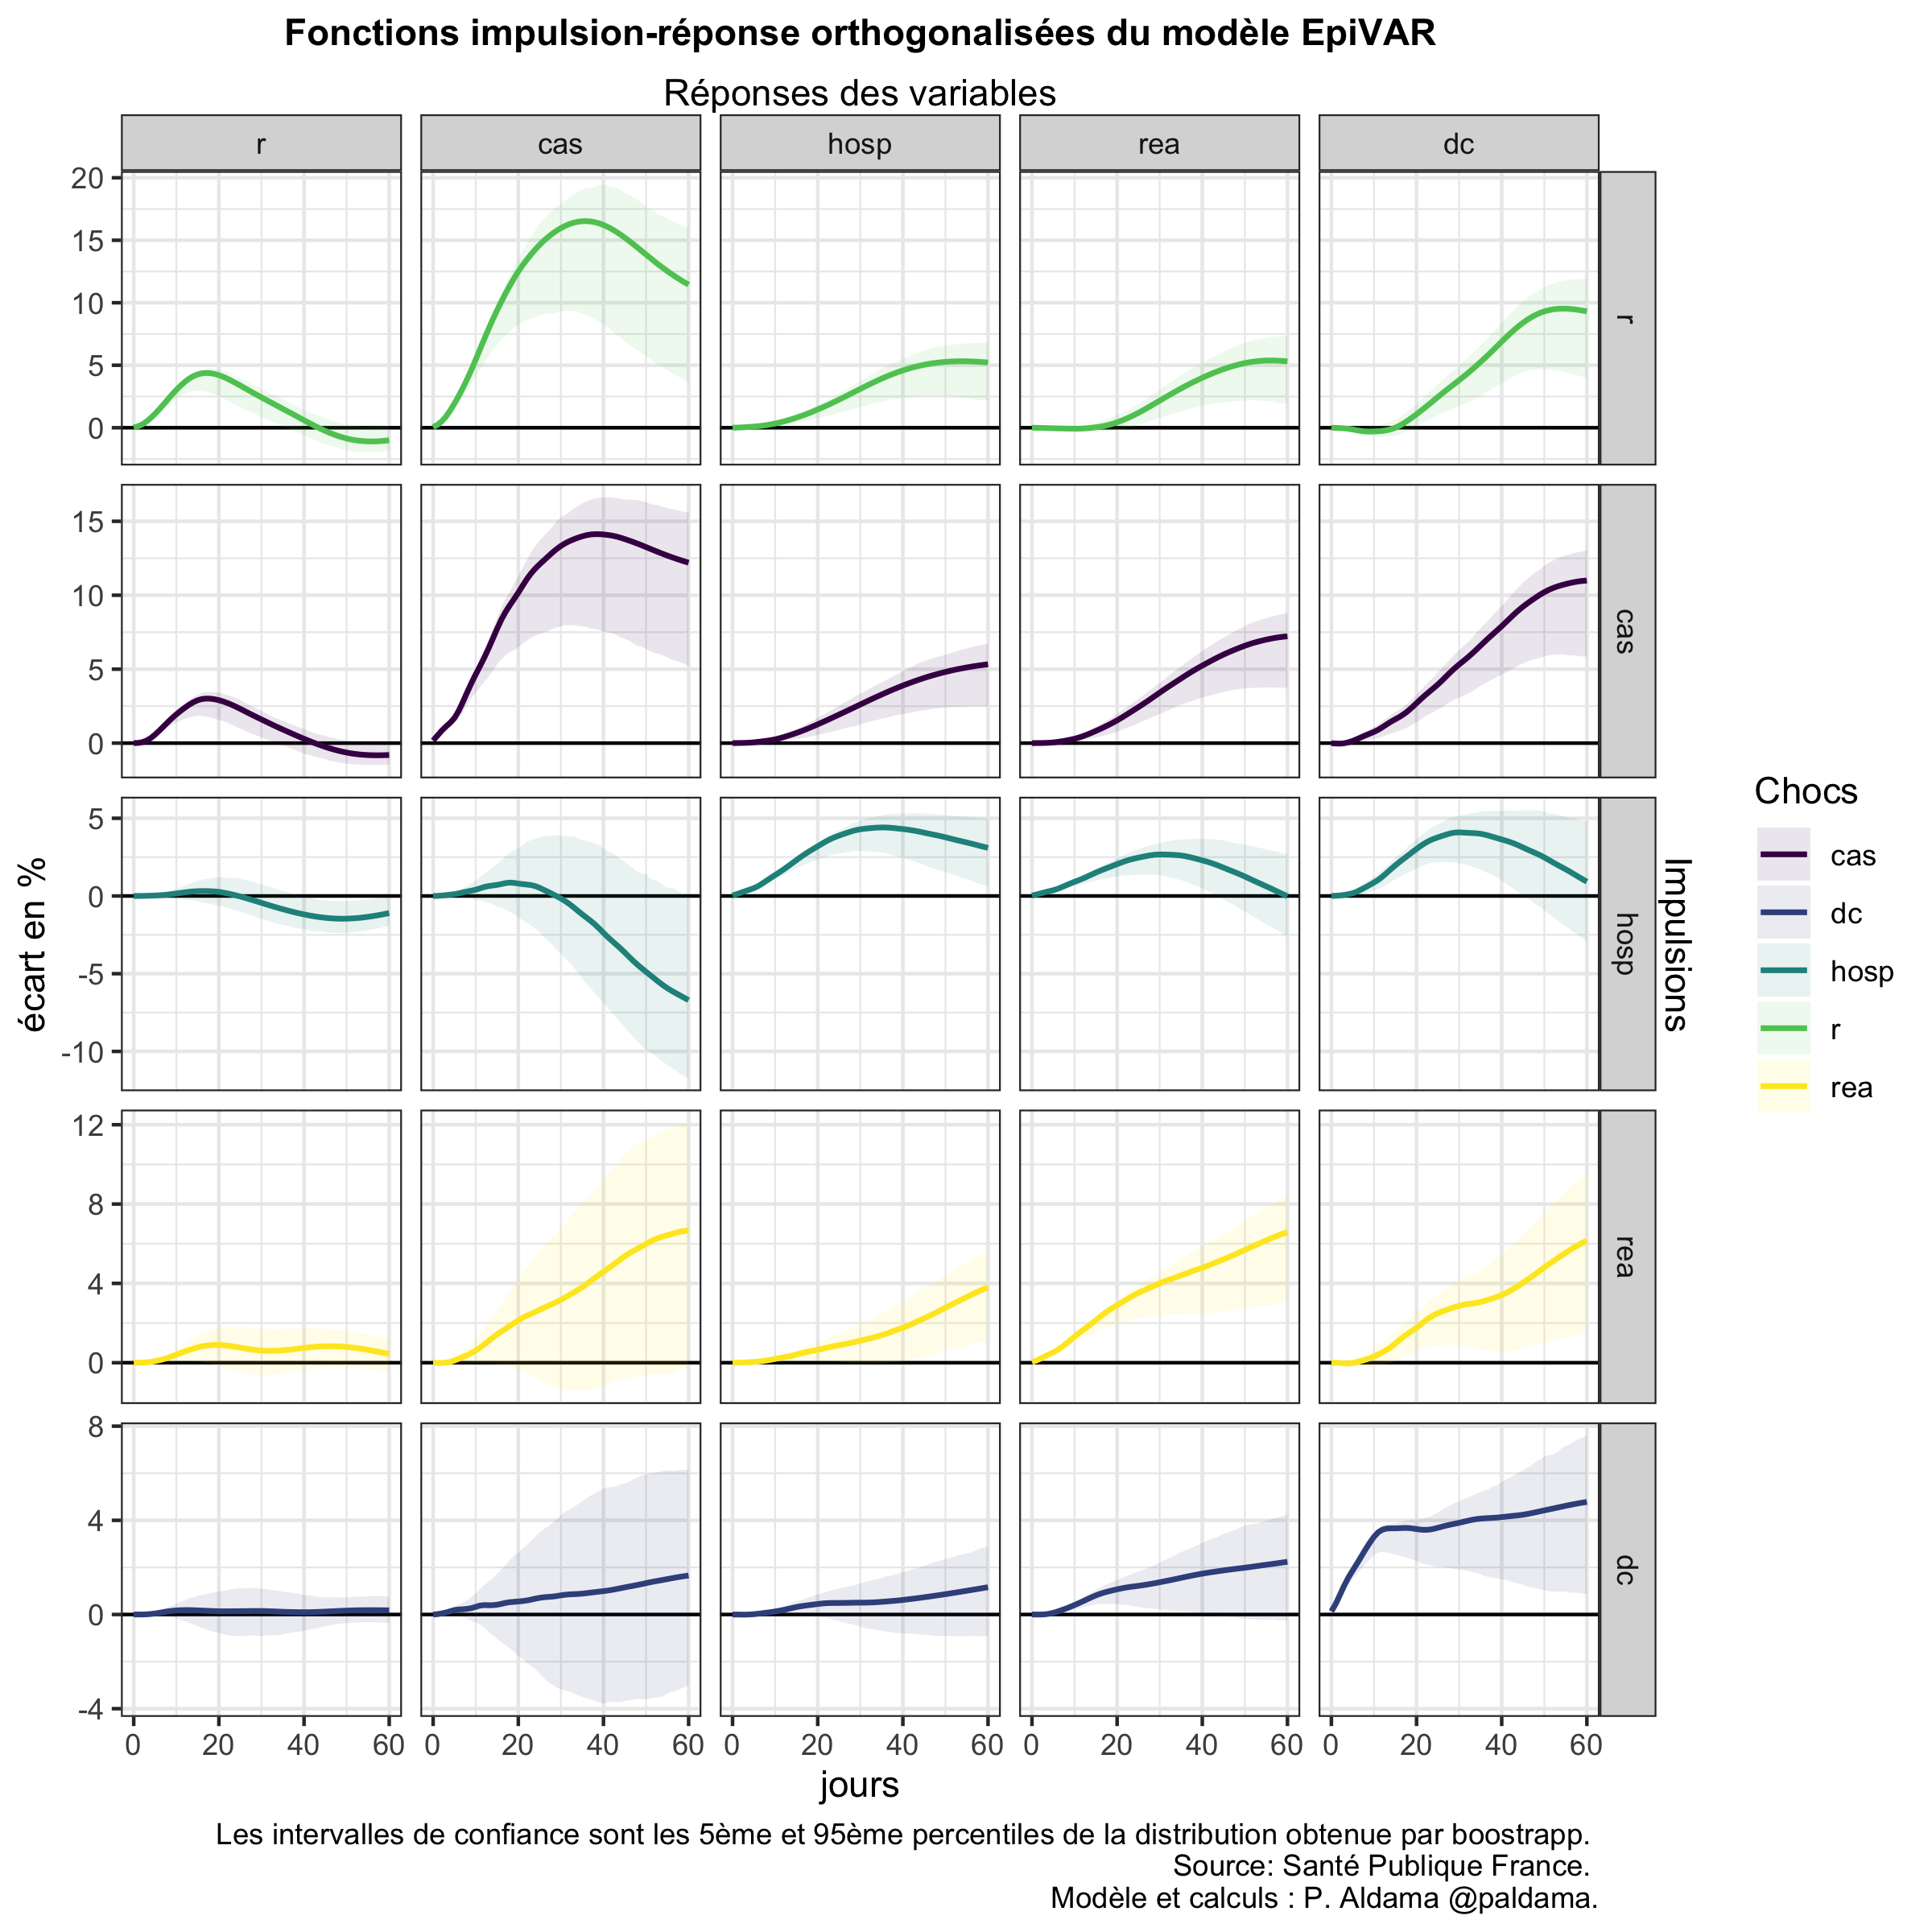 Fonctions impulsion-réponse orthogonalisées du modèle EpiVAR
Réponses des variables
r cas hosp rea dc
20
15
10
5
0
r
15
10
5
0
cas
5
0
-5
-10
hosp
12
8
4
0
rea
8
4
0
-4
dc
0 20 40 60 0 20 40 60 0 20 40 60 0 20 40 60 0 20 40 60
jours
écart en %
Impulsions
Chocs
cas
dc
hosp
r
rea
Les intervalles de confiance sont les 5ème et 95ème percentiles de la distribution obtenue par boostrapp.
Source: Santé Publique France.
Modèle et calculs : P. Aldama @paldama.